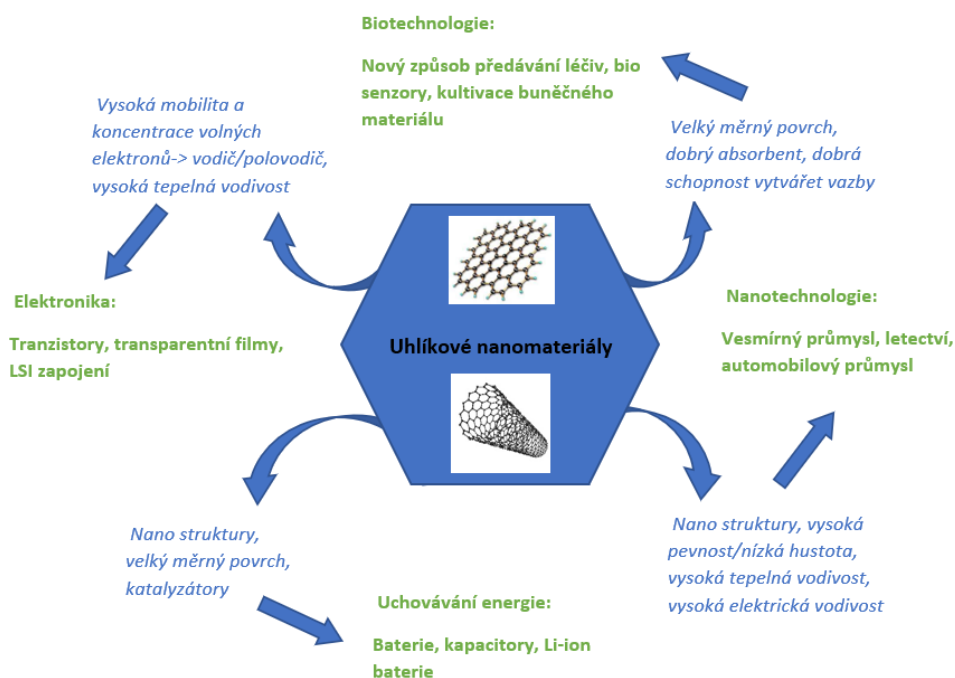 Biotechnologie:
Nový způsob předávání léčiv, bio
senzory, kultivace buněčného
materiálu
Vysoká mobilita a
koncentrace volných
elektronů-> vodič/polovodič,
vysoká tepelná vodivost
Velký měrný povrch,
dobrý absorbent, dobrá
schopnost vytvářet vazby
Elektronika:
Tranzistory, transparentní filmy,
LSI zapojení
Uhlíkové nanomateriály
Nanotechnologie:
Vesmírný průmysl, letectví,
automobilový průmysl
Nano struktury,
velký měrný povrch,
katalyzátory
Nano struktury, vysoká
pevnost/nízká hustota,
vysoká tepelná vodivost,
vysoká elektrická vodivost
Uchovávání energie:
Baterie, kapacitory, Li-ion
baterie